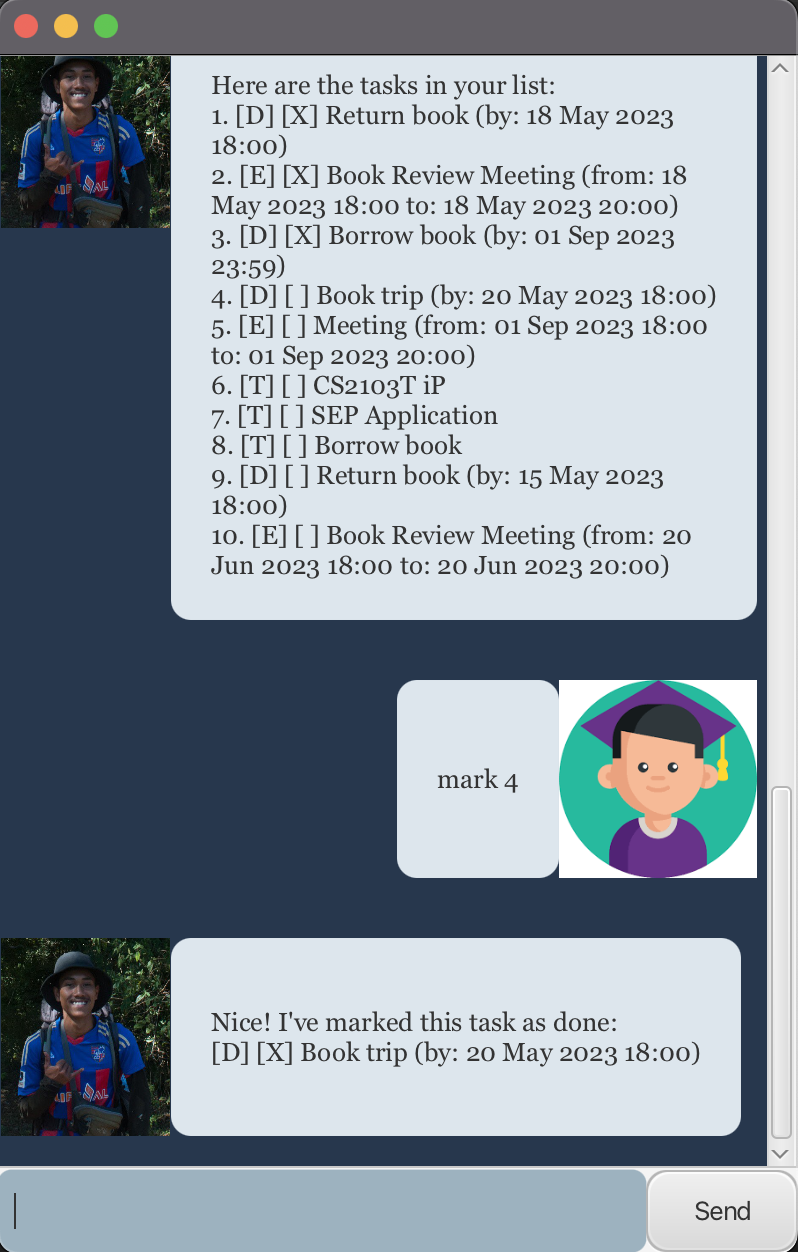 Here are the tasks in your list:
1. [D] [X] Return book (by: 18 May 2023
18:00)
2. [E] [X] Book Review Meeting (from: 18
May 2023 18:00 to: 18 May 2023 20:00)
3. [D] [X] Borrow book (by: 01 Sep 2023
23:59)
4. [D] [ ] Book trip (by: 20 May 2023 18:00)
5. [E] [ ] Meeting (from: 01 Sep 2023 18:00
to: 01 Sep 2023 20:00)
6. [T] [ ] CS2103T iP
7. [T] [ ] SEP Application
8. [T] [ ] Borrow book
9. [D] [ ] Return book (by: 15 May 2023
18:00)
10. [E] [ ] Book Review Meeting (from: 20
Jun 2023 18:00 to: 20 Jun 2023 20:00)
mark 4
Nice! I've marked this task as done:
[D] [X] Book trip (by: 20 May 2023 18:00)
Send